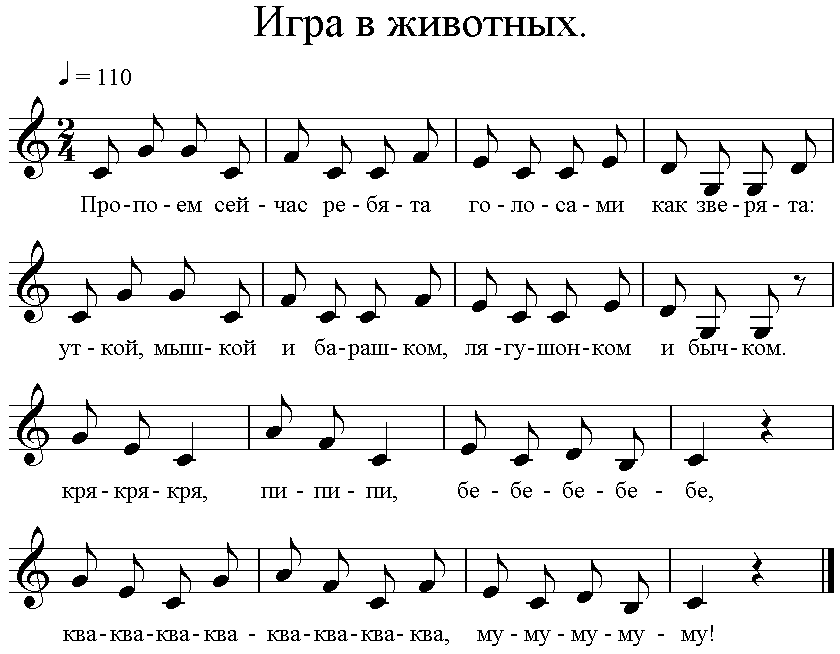 Игра в животных.
= 110
2
4
Про-по-ем сей-час ре-бя-та го-ло-са-ми как зве-ря-та:
ут-кой, мыш-кой и ба-раш-ком, ля-гу-шон-ком и быч-ком.
кря-кря-кря, пи-пи-пи, бе-бе-бе-бе-бе,
ква-ква-ква-ква-ква-ква-ква-ква, му-му-му-му-му!